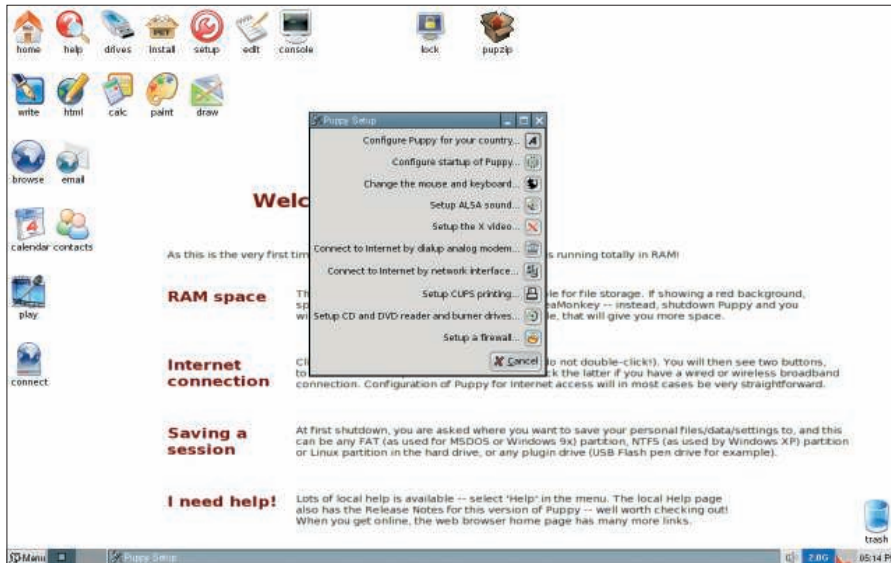 home help drives install setup edit console lock pupzip
write html calc paint draw
browse email
calendar contacts
play
connect
trash
Puppy Setup
Configure Puppy for your country...
Configure startup of Puppy...
Change the mouse and keyboard...
Setup ALSA sound...
Setup the X video...
Connect to Internet by dialup analog modem...
Connect to Internet by network interface...
Setup CUPS printing...
Setup CD and DVD reader and burner drives...
Setup a firewall...
Cancel
Welc
As this is the very first tim s running totally in RAM!
RAM space
Th le for file storage. If showing a red background,
sp eaMonkey -- instead, shutdown Puppy and you
wi le, that will give you more space.
Internet
connection
Cli o not double-click!). You will then see two buttons,
to ck the latter if you have a wired or wireless broadband
connection. Configuration of Puppy for Internet access will in most cases be very straightforward.
Saving a
session
At first shutdown, you are asked where you want to save your personal files/data/settings to, and this
can be any FAT (as used for MSDOS or Windows 9x) partition, NTFS (as used by Windows XP) partition
or Linux partition in the hard drive, or any plugin drive (USB Flash pen drive for example).
I need help!
Lots of local help is available -- select 'Help' in the menu. The local Help page
also has the Release Notes for this version of Puppy -- well worth checking out!
When you get online, the web browser home page has many more links.
Menu Puppy Setup 2.0G 05:14 P